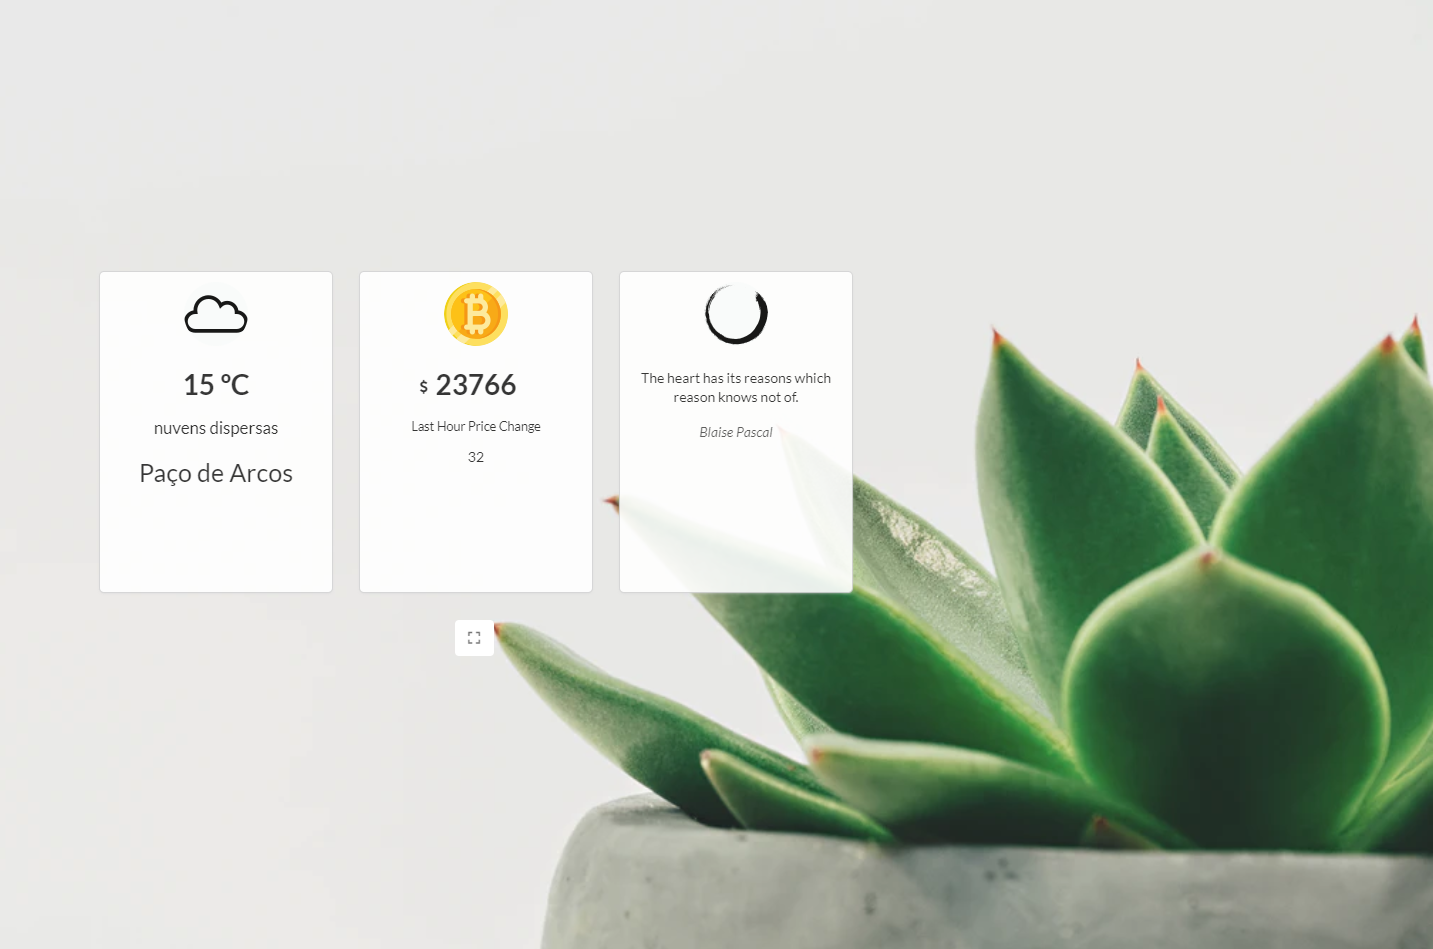 15 ºC
nuvens dispersas
Paço de Arcos
$ 23766
Last Hour Price Change
32
The heart has its reasons which
reason knows not of.
Blaise Pascal